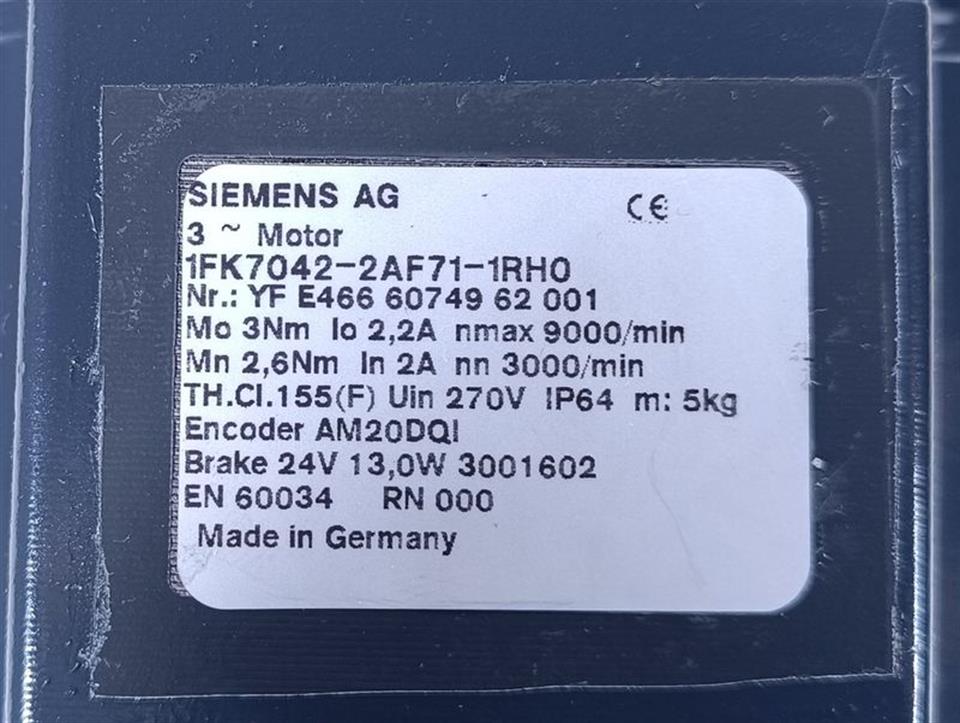 SIEMENS AG CE
3 ~ Motor
1FK7042-2AF71-1RH0
Nr.: YF E466 60749 62 001
Mo 3Nm Io 2,2A nmax 9000/min
Mn 2,6Nm In 2A nn 3000/min
TH.Cl.155(F) Uin 270V IP64 m: 5kg
Encoder AM20DQI
Brake 24V 13,0W 3001602
EN 60034 RN 000
Made in Germany